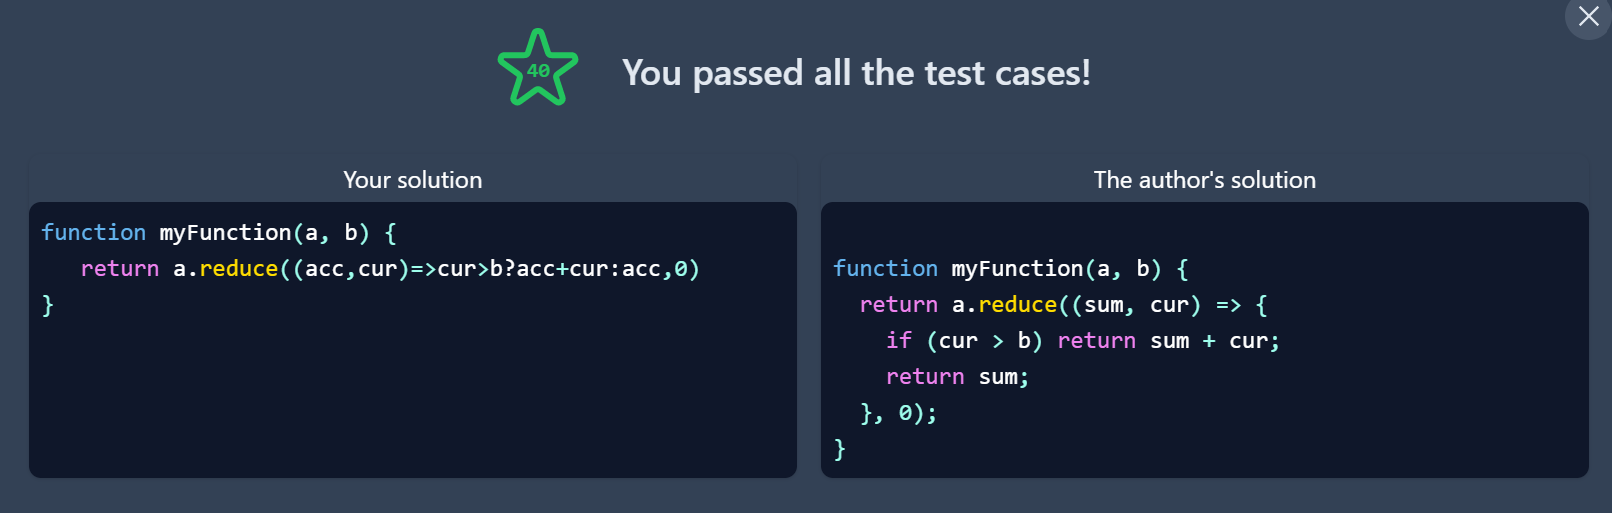 40
You passed all the test cases!
Your solution
function myFunction(a, b) {
   return a.reduce((acc,cur)=>cur>b?acc+cur:acc,0)
}
The author's solution
function myFunction(a, b) {
  return a.reduce((sum, cur) => {
    if (cur > b) return sum + cur;
    return sum;
  }, 0);
}